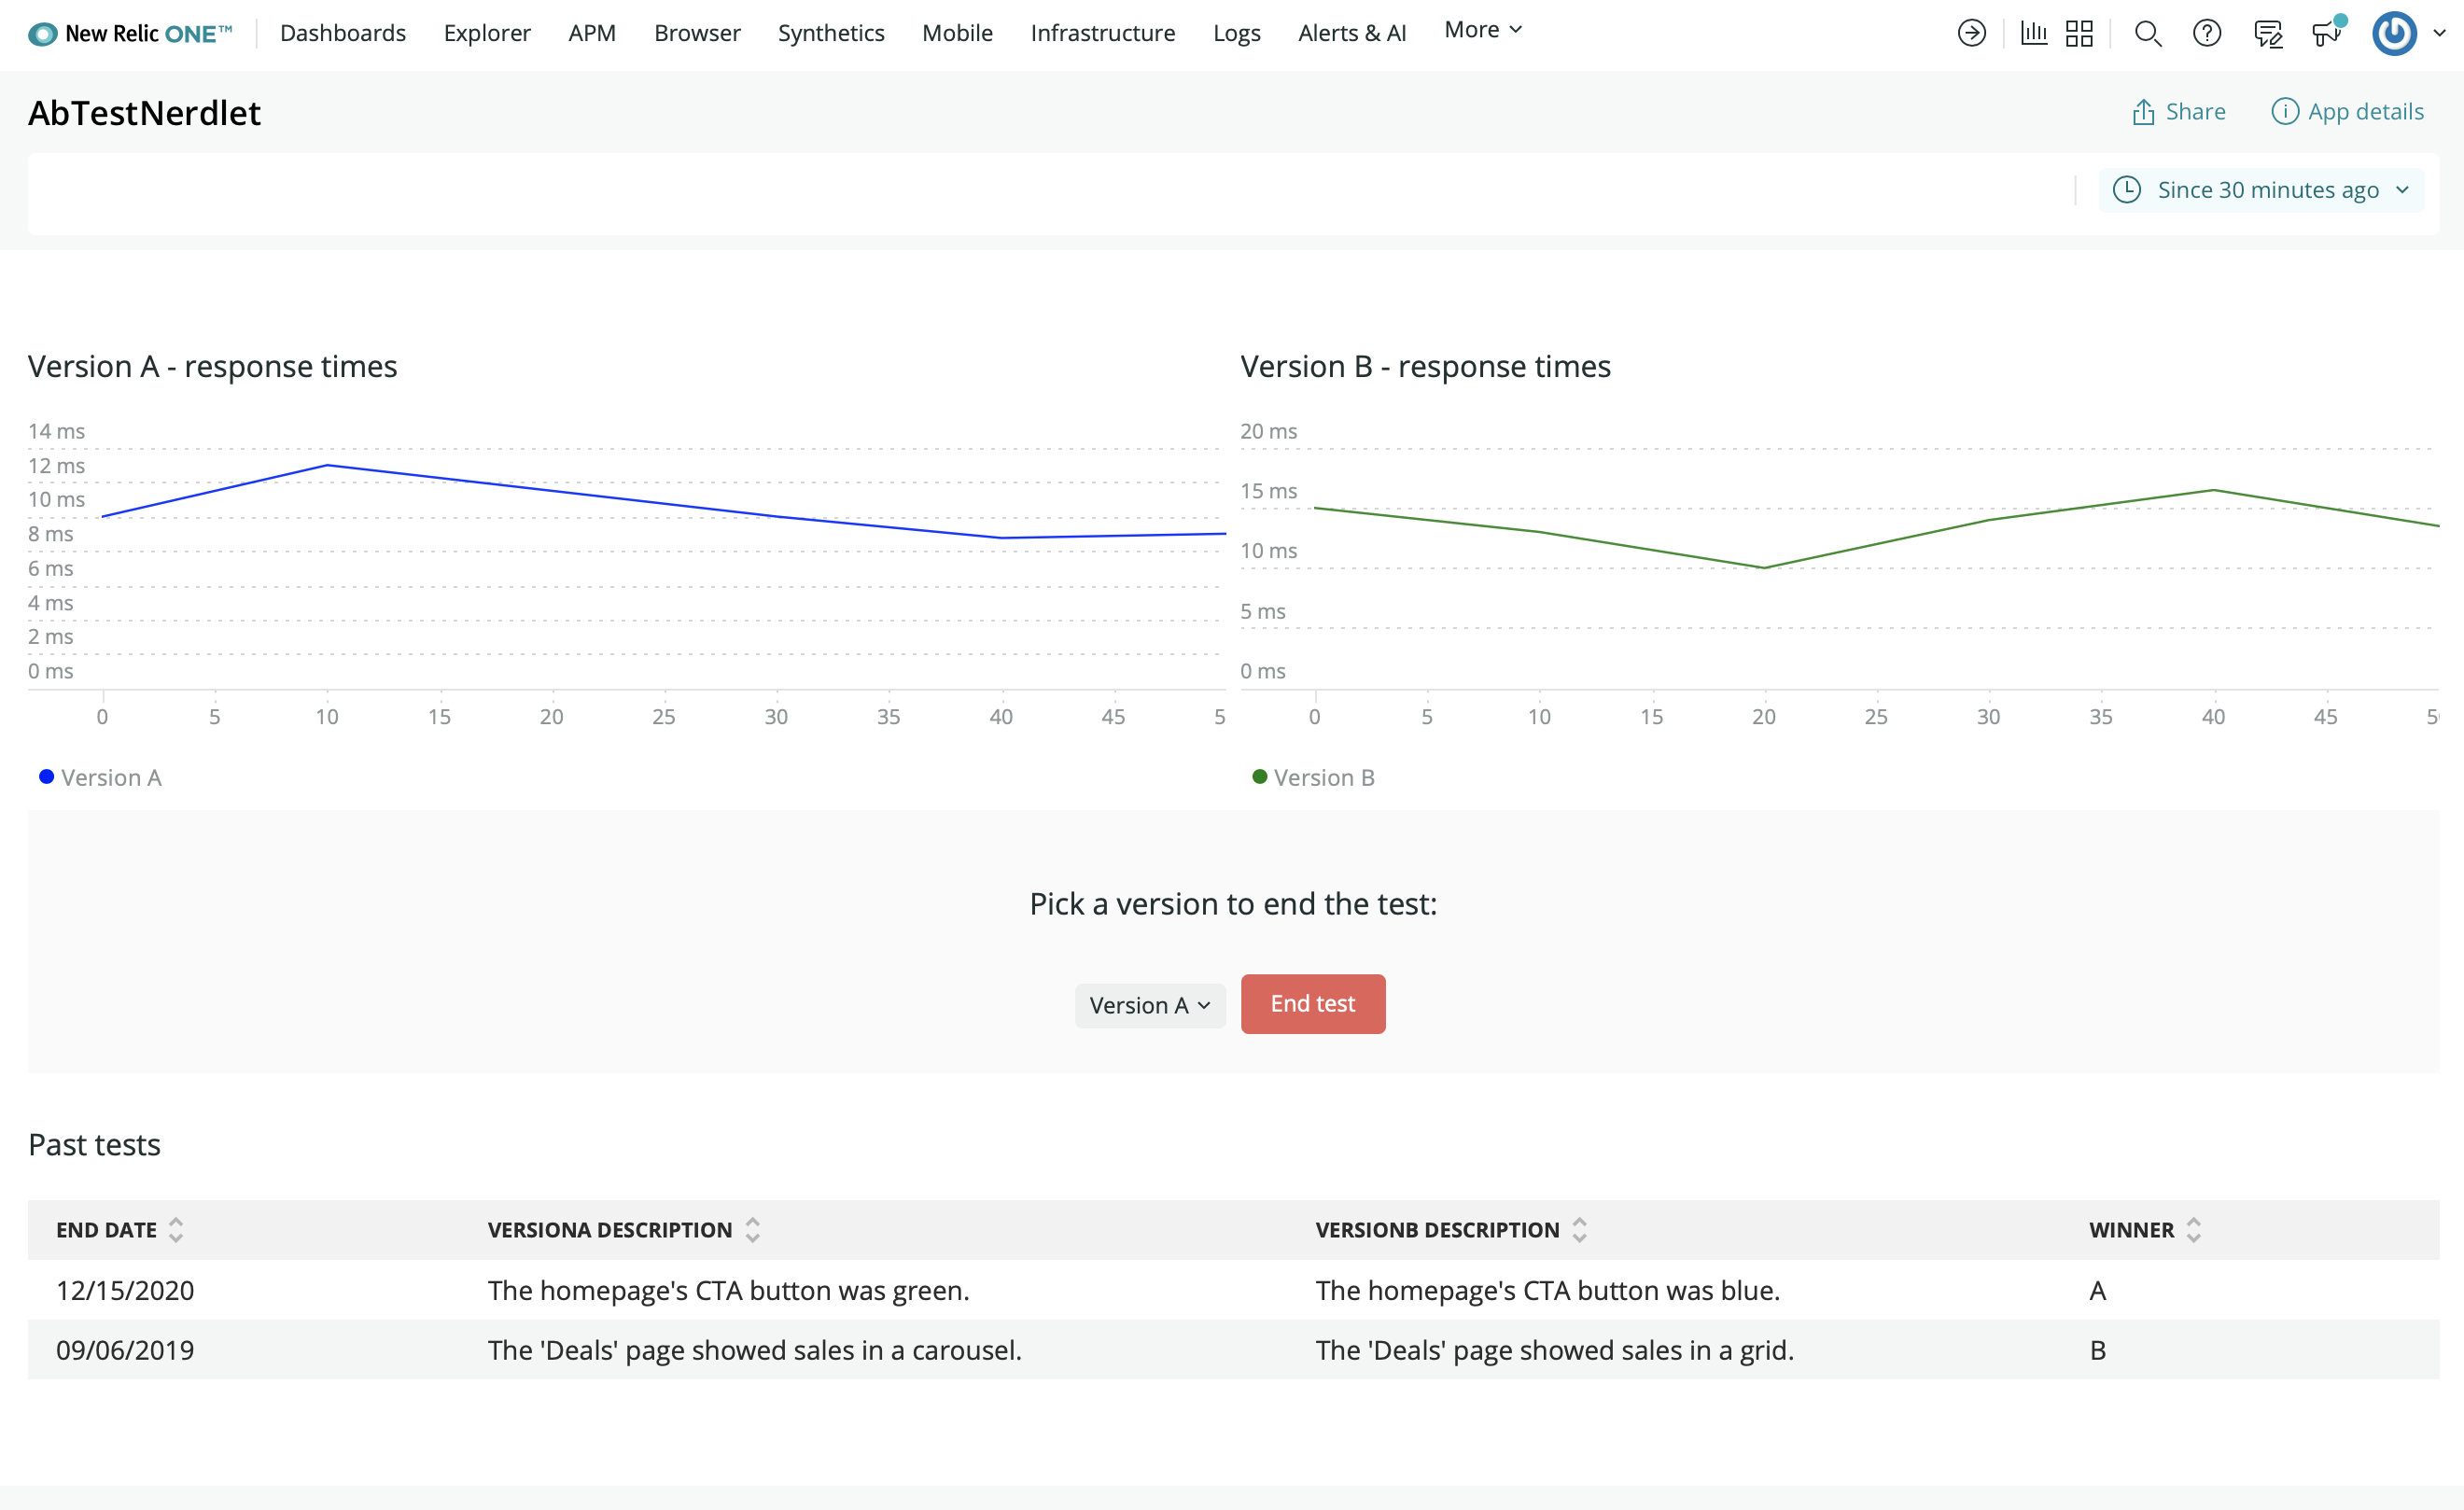 New Relic ONE™ Dashboards Explorer APM Browser Synthetics Mobile Infrastructure Logs Alerts & AI More
AbTestNerdlet
Share App details
Since 30 minutes ago
Version A - response times
14 ms
12 ms
10 ms
8 ms
6 ms
4 ms
2 ms
0 ms
0 5 10 15 20 25 30 35 40 45 5
Version A
Version B - response times
20 ms
15 ms
10 ms
5 ms
0 ms
0 5 10 15 20 25 30 35 40 45 5
Version B
Pick a version to end the test:
Version A End test
Past tests
END DATE VERSIONA DESCRIPTION VERSIONB DESCRIPTION WINNER
12/15/2020 The homepage's CTA button was green. The homepage's CTA button was blue. A
09/06/2019 The 'Deals' page showed sales in a carousel. The 'Deals' page showed sales in a grid. B